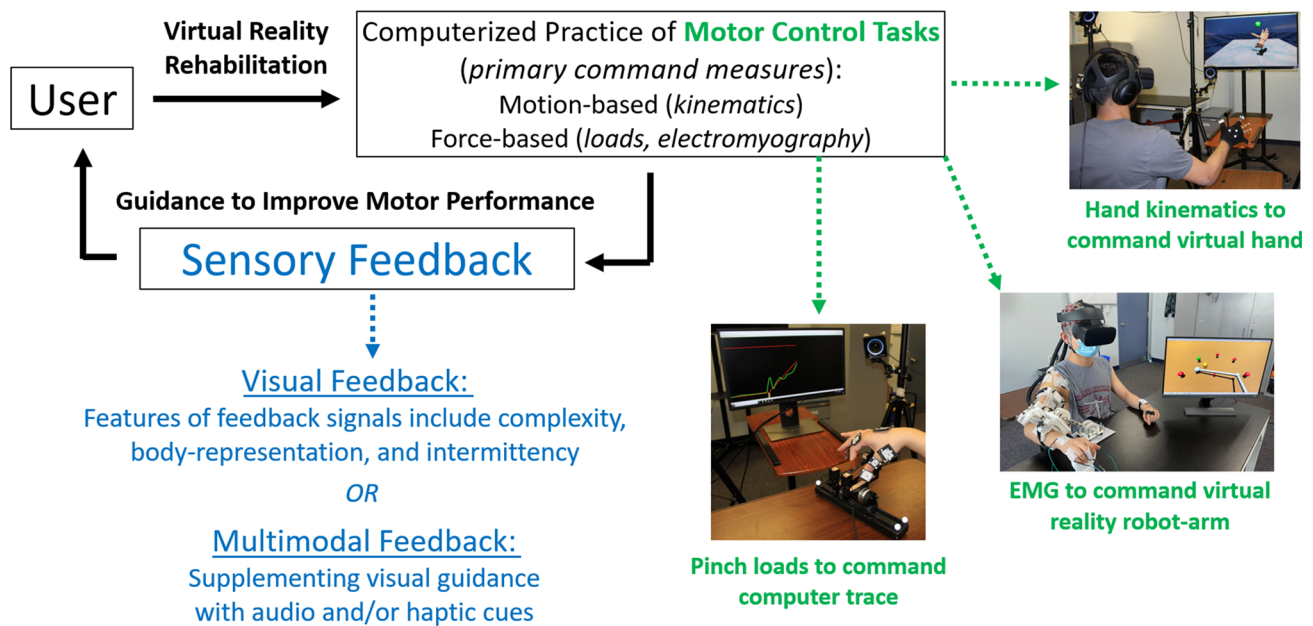 Virtual Reality
Rehabilitation
User
Computerized Practice of Motor Control Tasks
(primary command measures):
Motion-based (kinematics)
Force-based (loads, electromyography)
Guidance to Improve Motor Performance
Sensory Feedback
Visual Feedback:
Features of feedback signals include complexity,
body-representation, and intermittency
OR
Multimodal Feedback:
Supplementing visual guidance
with audio and/or haptic cues
Hand kinematics to
command virtual hand
EMG to command virtual
reality robot-arm
Pinch loads to command
computer trace